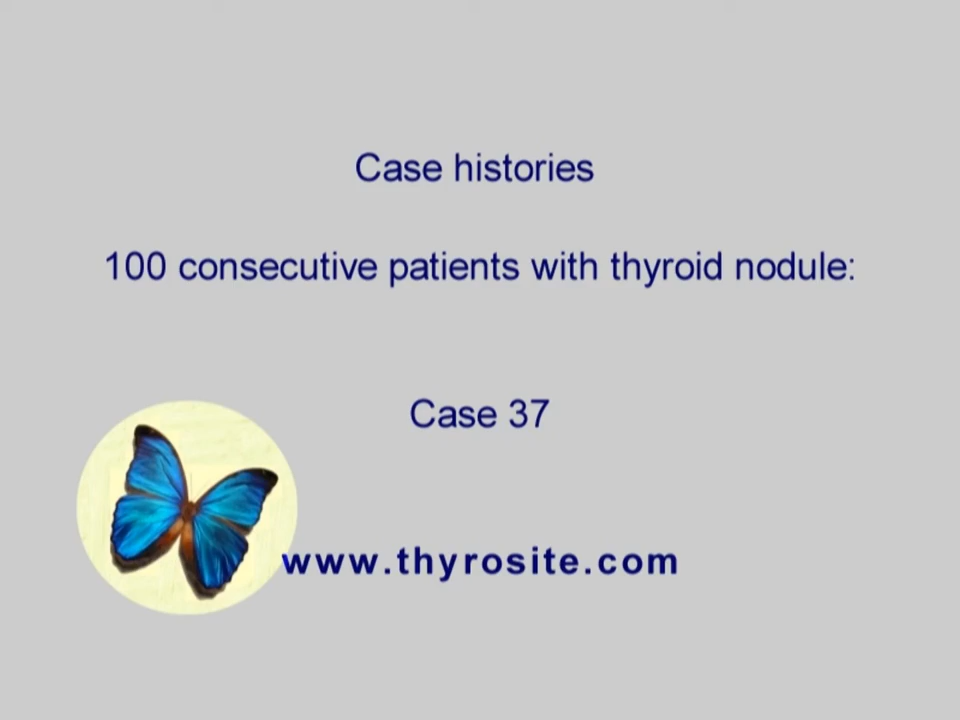 Case histories
100 consecutive patients with thyroid nodule:
Case 37
www.thyrosite.com